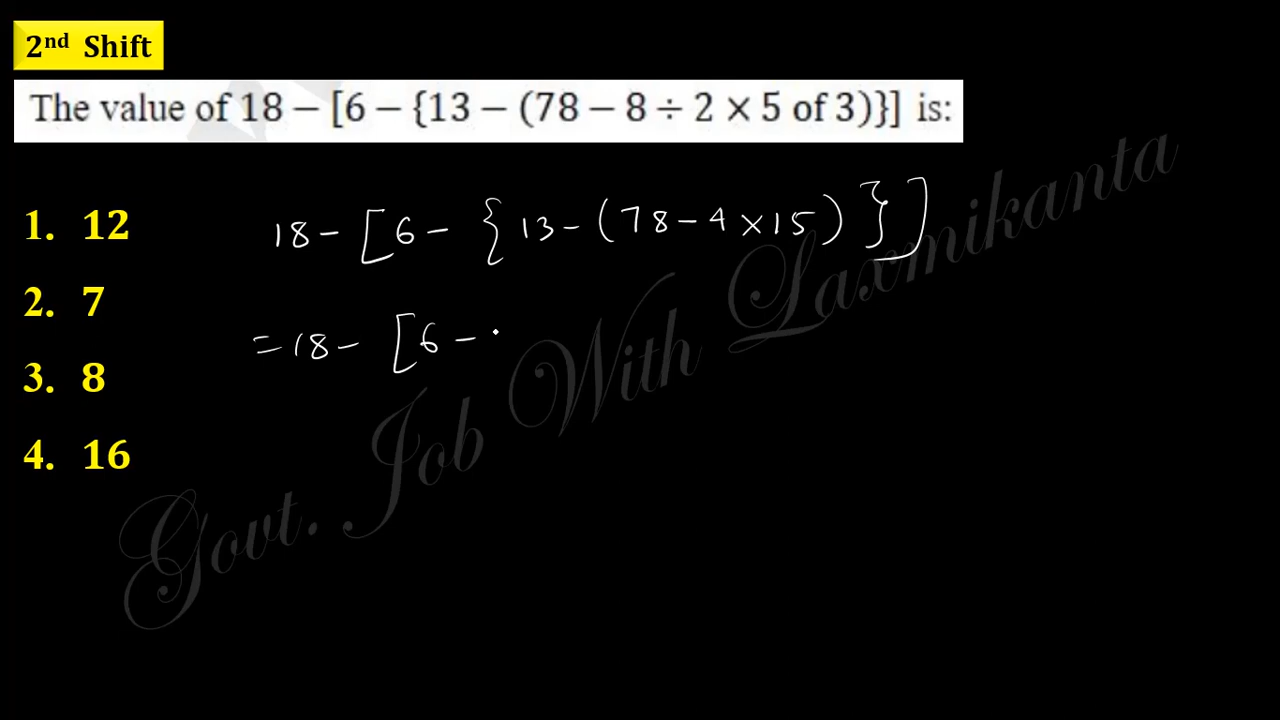 2nd Shift
The value of 18 − [6 − {13 − (78 − 8 ÷ 2 × 5 of 3)}] is:
18 − [6 − {13 − (78 − 4 × 15)}]
1. 12
2. 7
= 18 − [6 −
3. 8
4. 16
Govt. Job With Laxmikanta